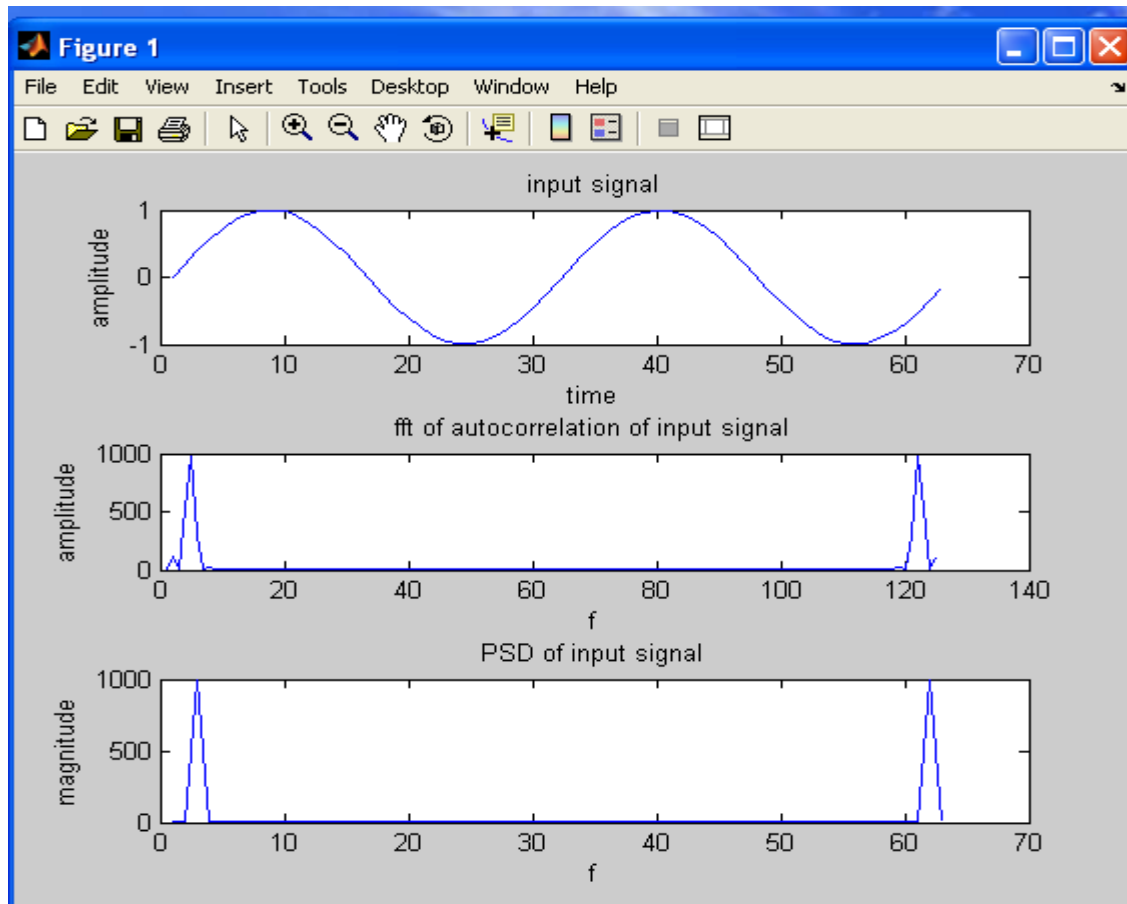 Figure 1
File Edit View Insert Tools Desktop Window Help
input signal
amplitude
1
0
-1
0 10 20 30 40 50 60 70
time
fft of autocorrelation of input signal
amplitude
1000
500
0
0 20 40 60 80 100 120 140
f
PSD of input signal
magnitude
1000
500
0
0 10 20 30 40 50 60 70
f